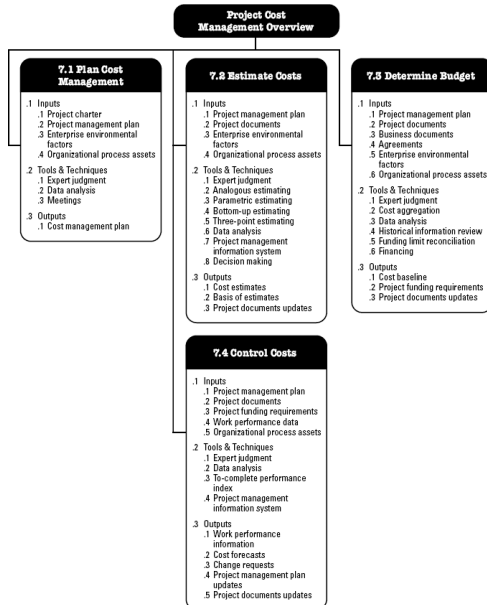 Project Cost
Management Overview
7.1 Plan Cost
Management
.1 Inputs
.1 Project charter
.2 Project management plan
.3 Enterprise environmental
factors
.4 Organizational process assets
.2 Tools & Techniques
.1 Expert judgment
.2 Data analysis
.3 Meetings
.3 Outputs
.1 Cost management plan
7.2 Estimate Costs
.1 Inputs
.1 Project management plan
.2 Project documents
.3 Enterprise environmental
factors
.4 Organizational process assets
.2 Tools & Techniques
.1 Expert judgment
.2 Analogous estimating
.3 Parametric estimating
.4 Bottom-up estimating
.5 Three-point estimating
.6 Data analysis
.7 Project management
information system
.8 Decision making
.3 Outputs
.1 Cost estimates
.2 Basis of estimates
.3 Project documents updates
7.3 Determine Budget
.1 Inputs
.1 Project management plan
.2 Project documents
.3 Business documents
.4 Agreements
.5 Enterprise environmental
factors
.6 Organizational process assets
.2 Tools & Techniques
.1 Expert judgment
.2 Cost aggregation
.3 Data analysis
.4 Historical information review
.5 Funding limit reconciliation
.6 Financing
.3 Outputs
.1 Cost baseline
.2 Project funding requirements
.3 Project documents updates
7.4 Control Costs
.1 Inputs
.1 Project management plan
.2 Project documents
.3 Project funding requirements
.4 Work performance data
.5 Organizational process assets
.2 Tools & Techniques
.1 Expert judgment
.2 Data analysis
.3 To-complete performance
index
.4 Project management
information system
.3 Outputs
.1 Work performance
information
.2 Cost forecasts
.3 Change requests
.4 Project management plan
updates
.5 Project documents updates